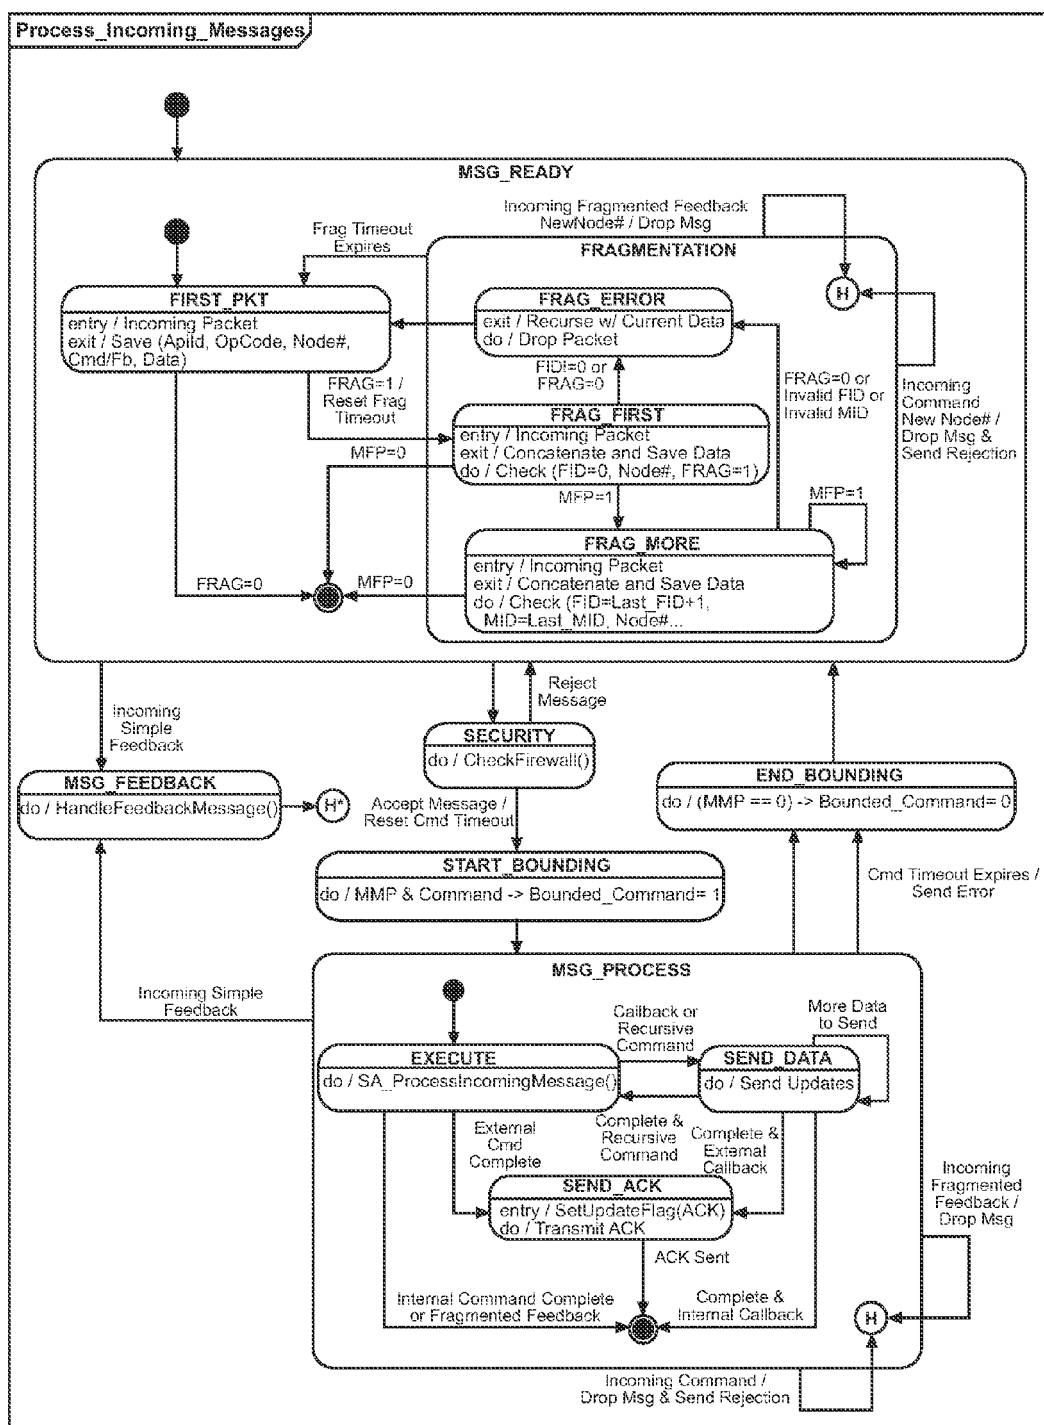 Process_Incoming_Messages
MSG_READY
Incoming Fragmented Feedback
NewNode# / Drop Msg
Frag Timeout
Expires
FRAGMENTATION
H
FIRST_PKT
entry / Incoming Packet
exit / Save (ApiId, OpCode, Node#,
Cmd/Fb, Data)
FRAG_ERROR
exit / Recurse w/ Current Data
do / Drop Packet
FRAG=1 /
Reset Frag
Timeout
FID!=0 or
FRAG=0
FRAG=0 or
Invalid FID or
Invalid MID
Incoming
Command
New Node# /
Drop Msg &
Send Rejection
FRAG_FIRST
entry / Incoming Packet
exit / Concatenate and Save Data
do / Check (FID=0, Node#, FRAG=1)
MFP=0
MFP=1
MFP=1
FRAG_MORE
entry / Incoming Packet
exit / Concatenate and Save Data
do / Check (FID=Last_FID+1,
MID=Last_MID, Node#...
FRAG=0
MFP=0
Incoming
Simple
Feedback
Reject
Message
SECURITY
do / CheckFirewall()
MSG_FEEDBACK
do / HandleFeedbackMessage()
H*
END_BOUNDING
do / (MMP == 0) -> Bounded_Command= 0
Accept Message /
Reset Cmd Timeout
START_BOUNDING
do / MMP & Command -> Bounded_Command= 1
Cmd Timeout Expires /
Send Error
MSG_PROCESS
Incoming Simple
Feedback
Callback or
Recursive
Command
More Data
to Send
EXECUTE
do / SA_ProcessIncomingMessage()
SEND_DATA
do / Send Updates
External
Cmd
Complete
Complete &
Recursive
Command
Complete &
External
Callback
SEND_ACK
entry / SetUpdateFlag(ACK)
do / Transmit ACK
Incoming
Fragmented
Feedback /
Drop Msg
ACK Sent
Internal Command Complete
or Fragmented Feedback
Complete &
Internal Callback
H
Incoming Command /
Drop Msg & Send Rejection